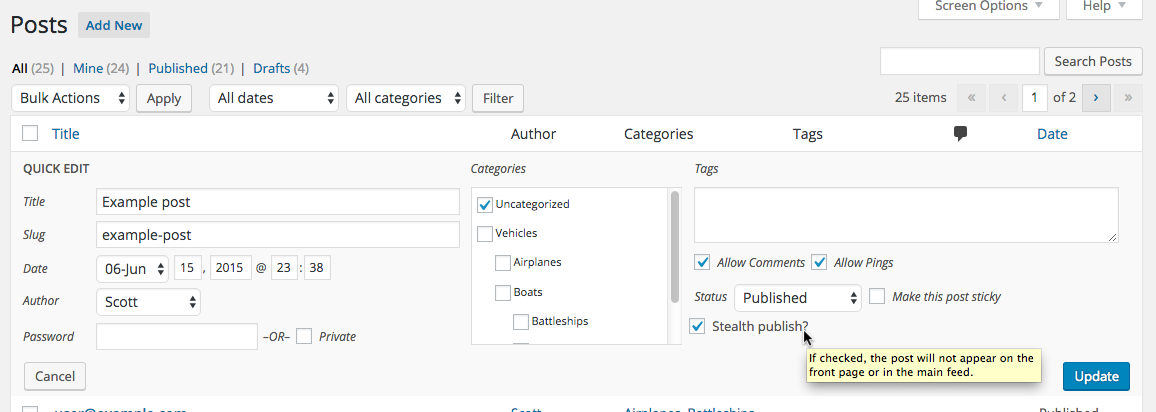 Screen Options Help
Posts Add New
All (25) | Mine (24) | Published (21) | Drafts (4)
Search Posts
Bulk Actions Apply All dates All categories Filter 25 items « ‹ 1 of 2 › »
Title Author Categories Tags Date
QUICK EDIT Categories Tags
Title Example post
Uncategorized
Slug example-post
Vehicles
Date 06-Jun 15 , 2015 @ 23 : 38
Airplanes
Allow Comments Allow Pings
Author Scott
Boats
Status Published Make this post sticky
Battleships
Stealth publish?
Password –OR– Private
If checked, the post will not appear on the
front page or in the main feed.
Cancel Update
user@example.com Scott Airplanes, Battleships Published